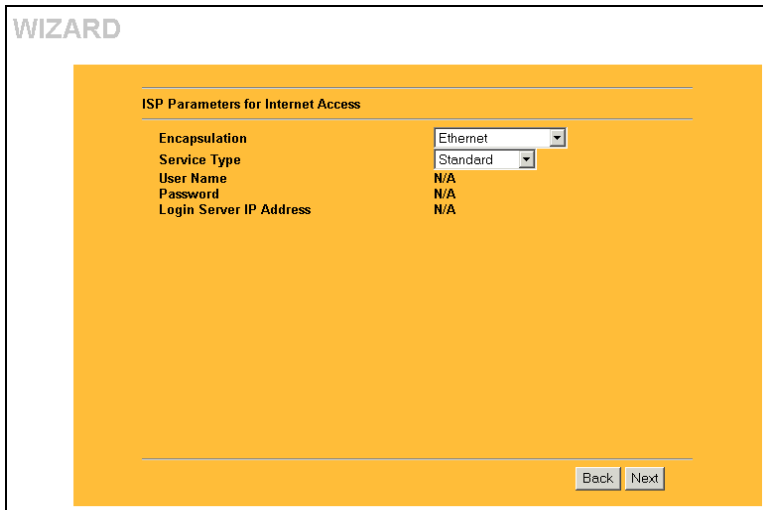 WIZARD
ISP Parameters for Internet Access
Encapsulation Ethernet
Service Type Standard
User Name N/A
Password N/A
Login Server IP Address N/A
Back Next